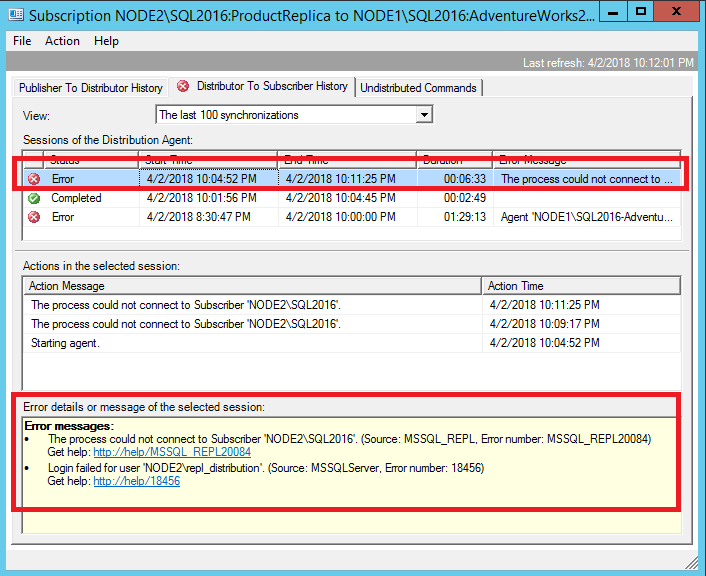 Subscription NODE2\SQL2016:ProductReplica to NODE1\SQL2016:AdventureWorks2...
File Action Help
Last refresh: 4/2/2018 10:12:01 PM
Publisher To Distributor History Distributor To Subscriber History Undistributed Commands
View: The last 100 synchronizations
Sessions of the Distribution Agent:
Status Start Time End Time Duration Error Message
Error 4/2/2018 10:04:52 PM 4/2/2018 10:11:25 PM 00:06:33 The process could not connect to ...
Completed 4/2/2018 10:01:56 PM 4/2/2018 10:04:45 PM 00:02:49
Error 4/2/2018 8:30:47 PM 4/2/2018 10:00:00 PM 01:29:13 Agent 'NODE1\SQL2016-Adventu...
Actions in the selected session:
Action Message Action Time
The process could not connect to Subscriber 'NODE2\SQL2016'. 4/2/2018 10:11:25 PM
The process could not connect to Subscriber 'NODE2\SQL2016'. 4/2/2018 10:09:17 PM
Starting agent. 4/2/2018 10:04:52 PM
Error details or message of the selected session:
Error messages:
• The process could not connect to Subscriber 'NODE2\SQL2016'. (Source: MSSQL_REPL, Error number: MSSQL_REPL20084)
Get help: http://help/MSSQL_REPL20084
• Login failed for user 'NODE2\repl_distribution'. (Source: MSSQLServer, Error number: 18456)
Get help: http://help/18456